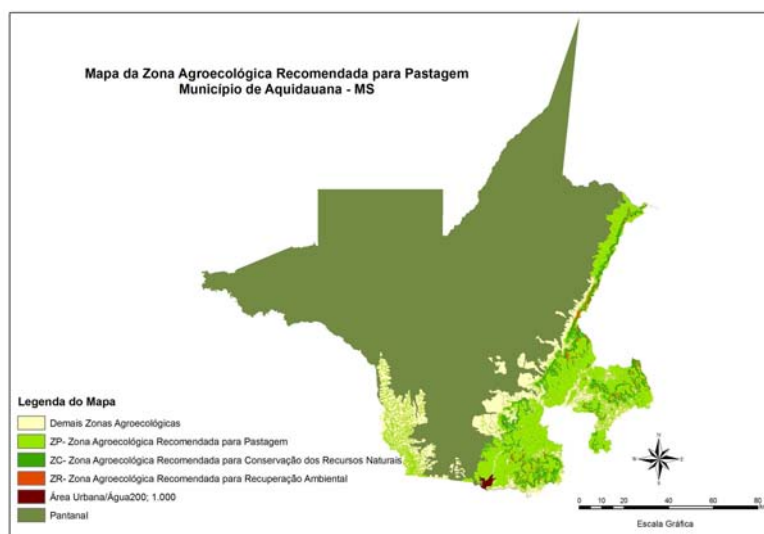 Mapa da Zona Agroecológica Recomendada para Pastagem
Município de Aquidauana - MS
Legenda do Mapa
Demais Zonas Agroecológicas
ZP- Zona Agroecológica Recomendada para Pastagem
ZC- Zona Agroecológica Recomendada para Conservação dos Recursos Naturais
ZR- Zona Agroecológica Recomendada para Recuperação Ambiental
Área Urbana/Água200; 1.000
Pantanal
N
W
E
S
0 20 40 60 80
Escala Gráfica